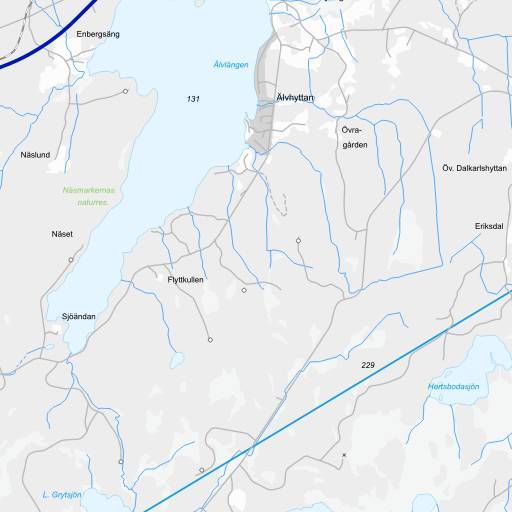 Enbergsäng
Älvlången
131
Älvhyttan
Övra-
gården
Näslund
Öv. Dalkarlshyttan
Näsmarkernas
naturres.
Näset
Eriksdal
Flyttkullen
Sjöändan
229
Hertsbodasjön
L. Grytsjön